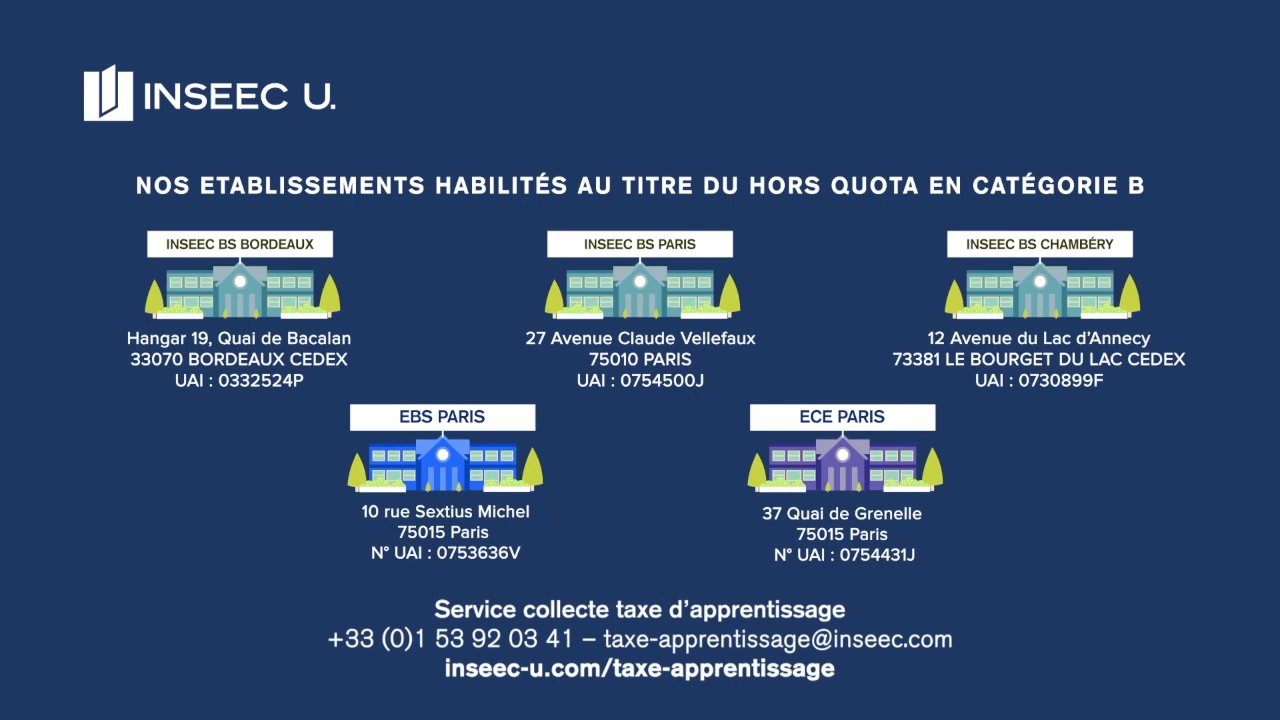 INSEEC U.
NOS ETABLISSEMENTS HABILITÉS AU TITRE DU HORS QUOTA EN CATÉGORIE B
INSEEC BS BORDEAUX
Hangar 19, Quai de Bacalan
33070 BORDEAUX CEDEX
UAI : 0332524P
INSEEC BS PARIS
27 Avenue Claude Vellefaux
75010 PARIS
UAI : 0754500J
INSEEC BS CHAMBÉRY
12 Avenue du Lac d’Annecy
73381 LE BOURGET DU LAC CEDEX
UAI : 0730899F
EBS PARIS
10 rue Sextius Michel
75015 Paris
N° UAI : 0753636V
ECE PARIS
37 Quai de Grenelle
75015 Paris
N° UAI : 0754431J
Service collecte taxe d’apprentissage
+33 (0)1 53 92 03 41 – taxe-apprentissage@inseec.com
inseec-u.com/taxe-apprentissage